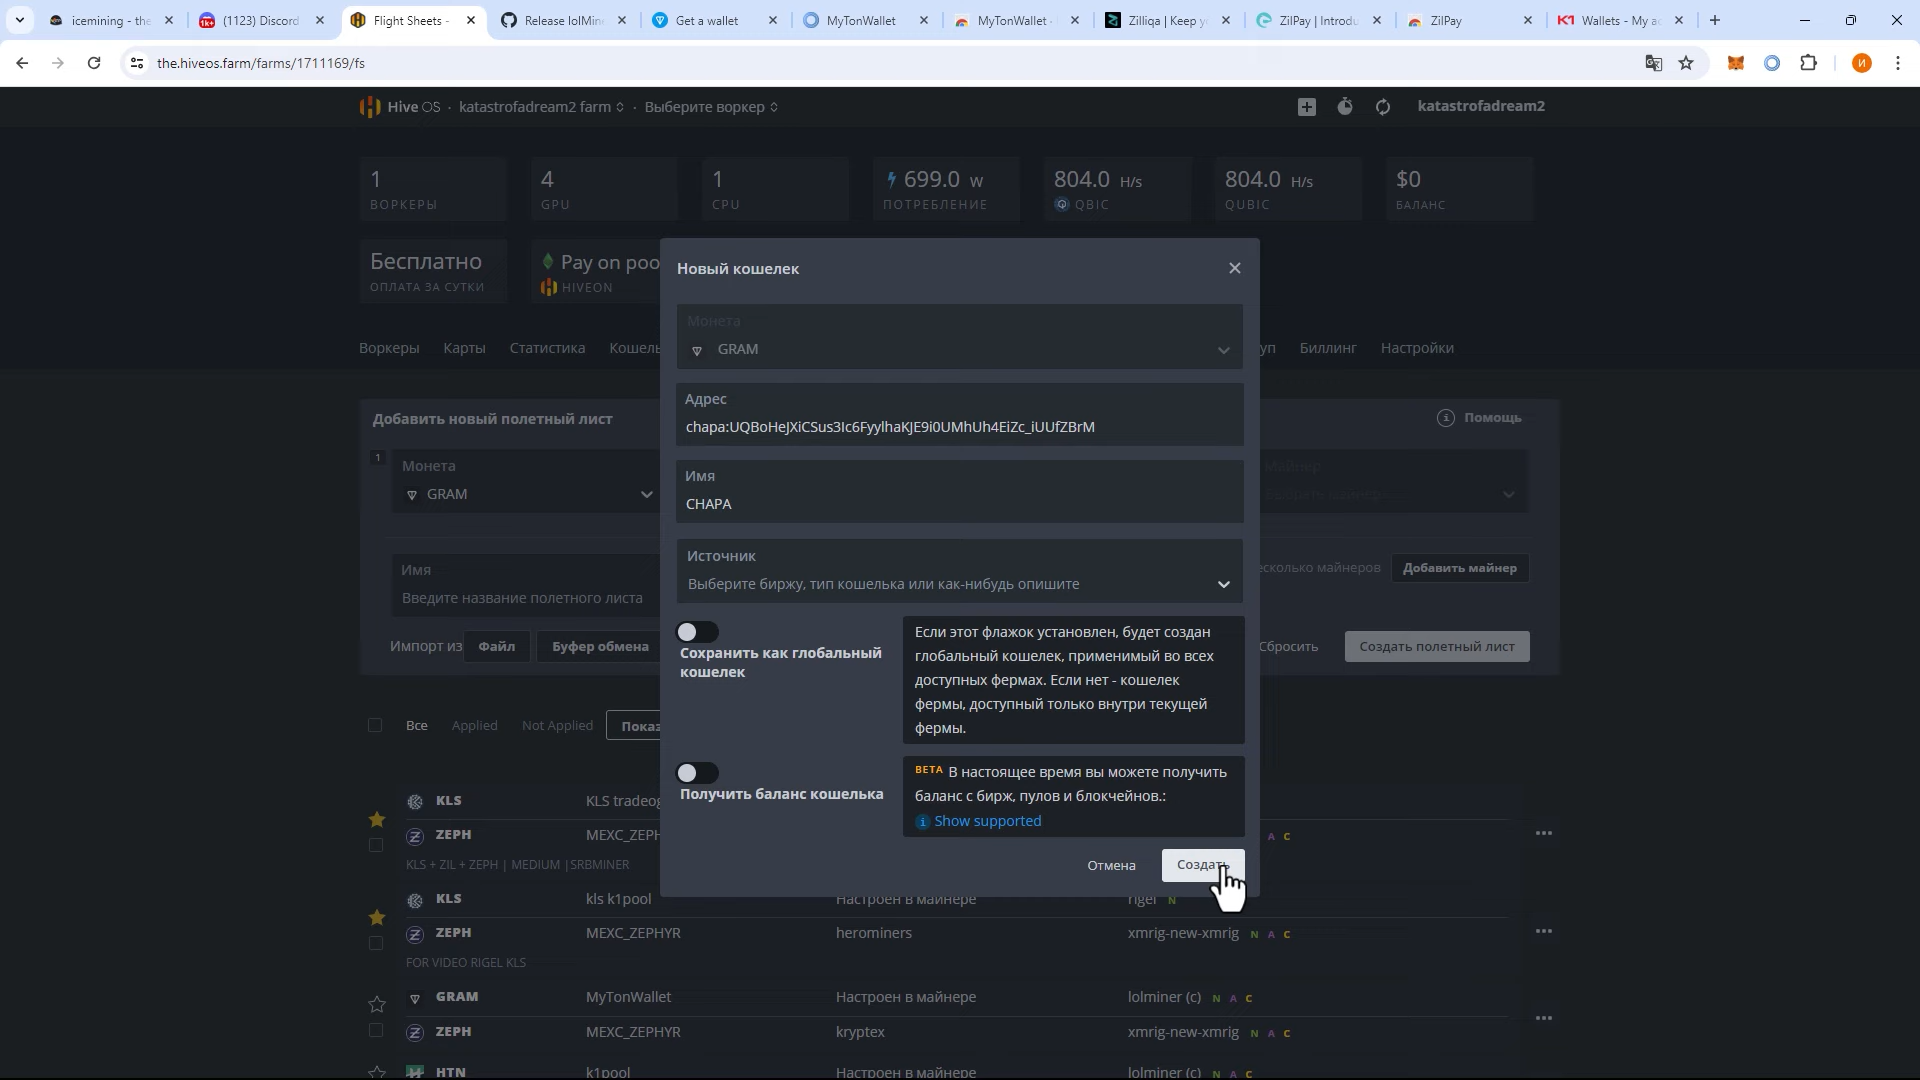 icemining - the
(1123) Discord
Flight Sheets -
Release lolMine
Get a wallet
MyTonWallet
MyTonWallet -
Zilliqa | Keep yo
ZilPay | Introdu
ZilPay
Wallets - My ac
the.hiveos.farm/farms/1711169/fs
Hive OS · katastrofadream2 farm · Выберите воркер
katastrofadream2
1
ВОРКЕРЫ
4
GPU
1
CPU
699.0 W
ПОТРЕБЛЕНИЕ
804.0 H/s
QBIC
804.0 H/s
QUBIC
$0
БАЛАНС
Бесплатно
ОПЛАТА ЗА СУТКИ
Pay on poo
HIVEON
Воркеры Карты Статистика Кошель
уп Биллинг Настройки
Новый кошелек
Монета
GRAM
Адрес
chapa:UQBoHeJXiCSus3Ic6FyylhaKJE9i0UMhUh4EiZc_iUUfZBrM
Имя
CHAPA
Источник
Выберите биржу, тип кошелька или как-нибудь опишите
Сохранить как глобальный
кошелек
Если этот флажок установлен, будет создан
глобальный кошелек, применимый во всех
доступных фермах. Если нет - кошелек
фермы, доступный только внутри текущей
фермы.
Получить баланс кошелька
BETA В настоящее время вы можете получить
баланс с бирж, пулов и блокчейнов.:
Show supported
Отмена
Создать
Добавить новый полетный лист
Помощь
1
Монета
GRAM
Майнер
Выбрать майнер...
Имя
Введите название полетного листа
есколько майнеров
Добавить майнер
Импорт из Файл Буфер обмена
Сбросить
Создать полетный лист
Все Applied Not Applied Показ
KLS KLS tradeog
ZEPH MEXC_ZEPH A C
KLS + ZIL + ZEPH | MEDIUM |SRBMINER
KLS kls k1pool Настроен в майнере rigel N
ZEPH MEXC_ZEPHYR herominers xmrig-new-xmrig N A C
FOR VIDEO RIGEL KLS
GRAM MyTonWallet Настроен в майнере lolminer (c) N A C
ZEPH MEXC_ZEPHYR kryptex xmrig-new-xmrig N A C
HTN k1pool Настроен в майнере lolminer (c) N A C